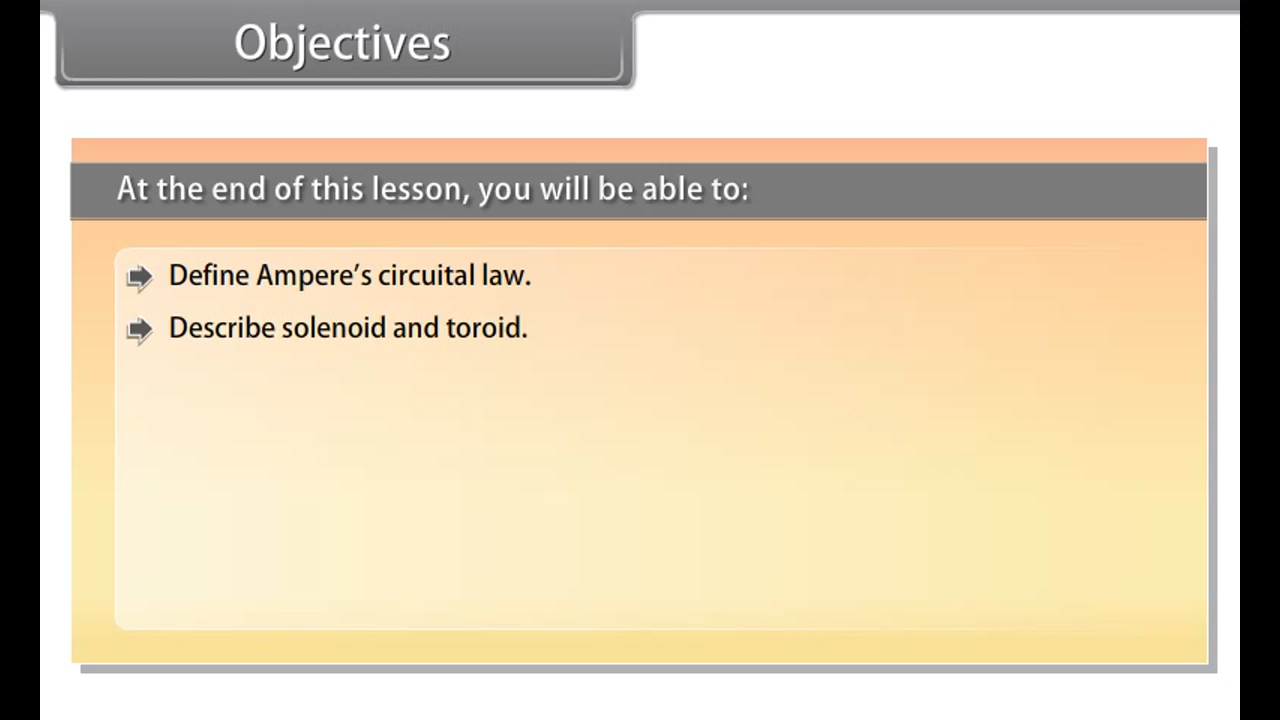 Objectives
At the end of this lesson, you will be able to:
Define Ampere’s circuital law.
Describe solenoid and toroid.